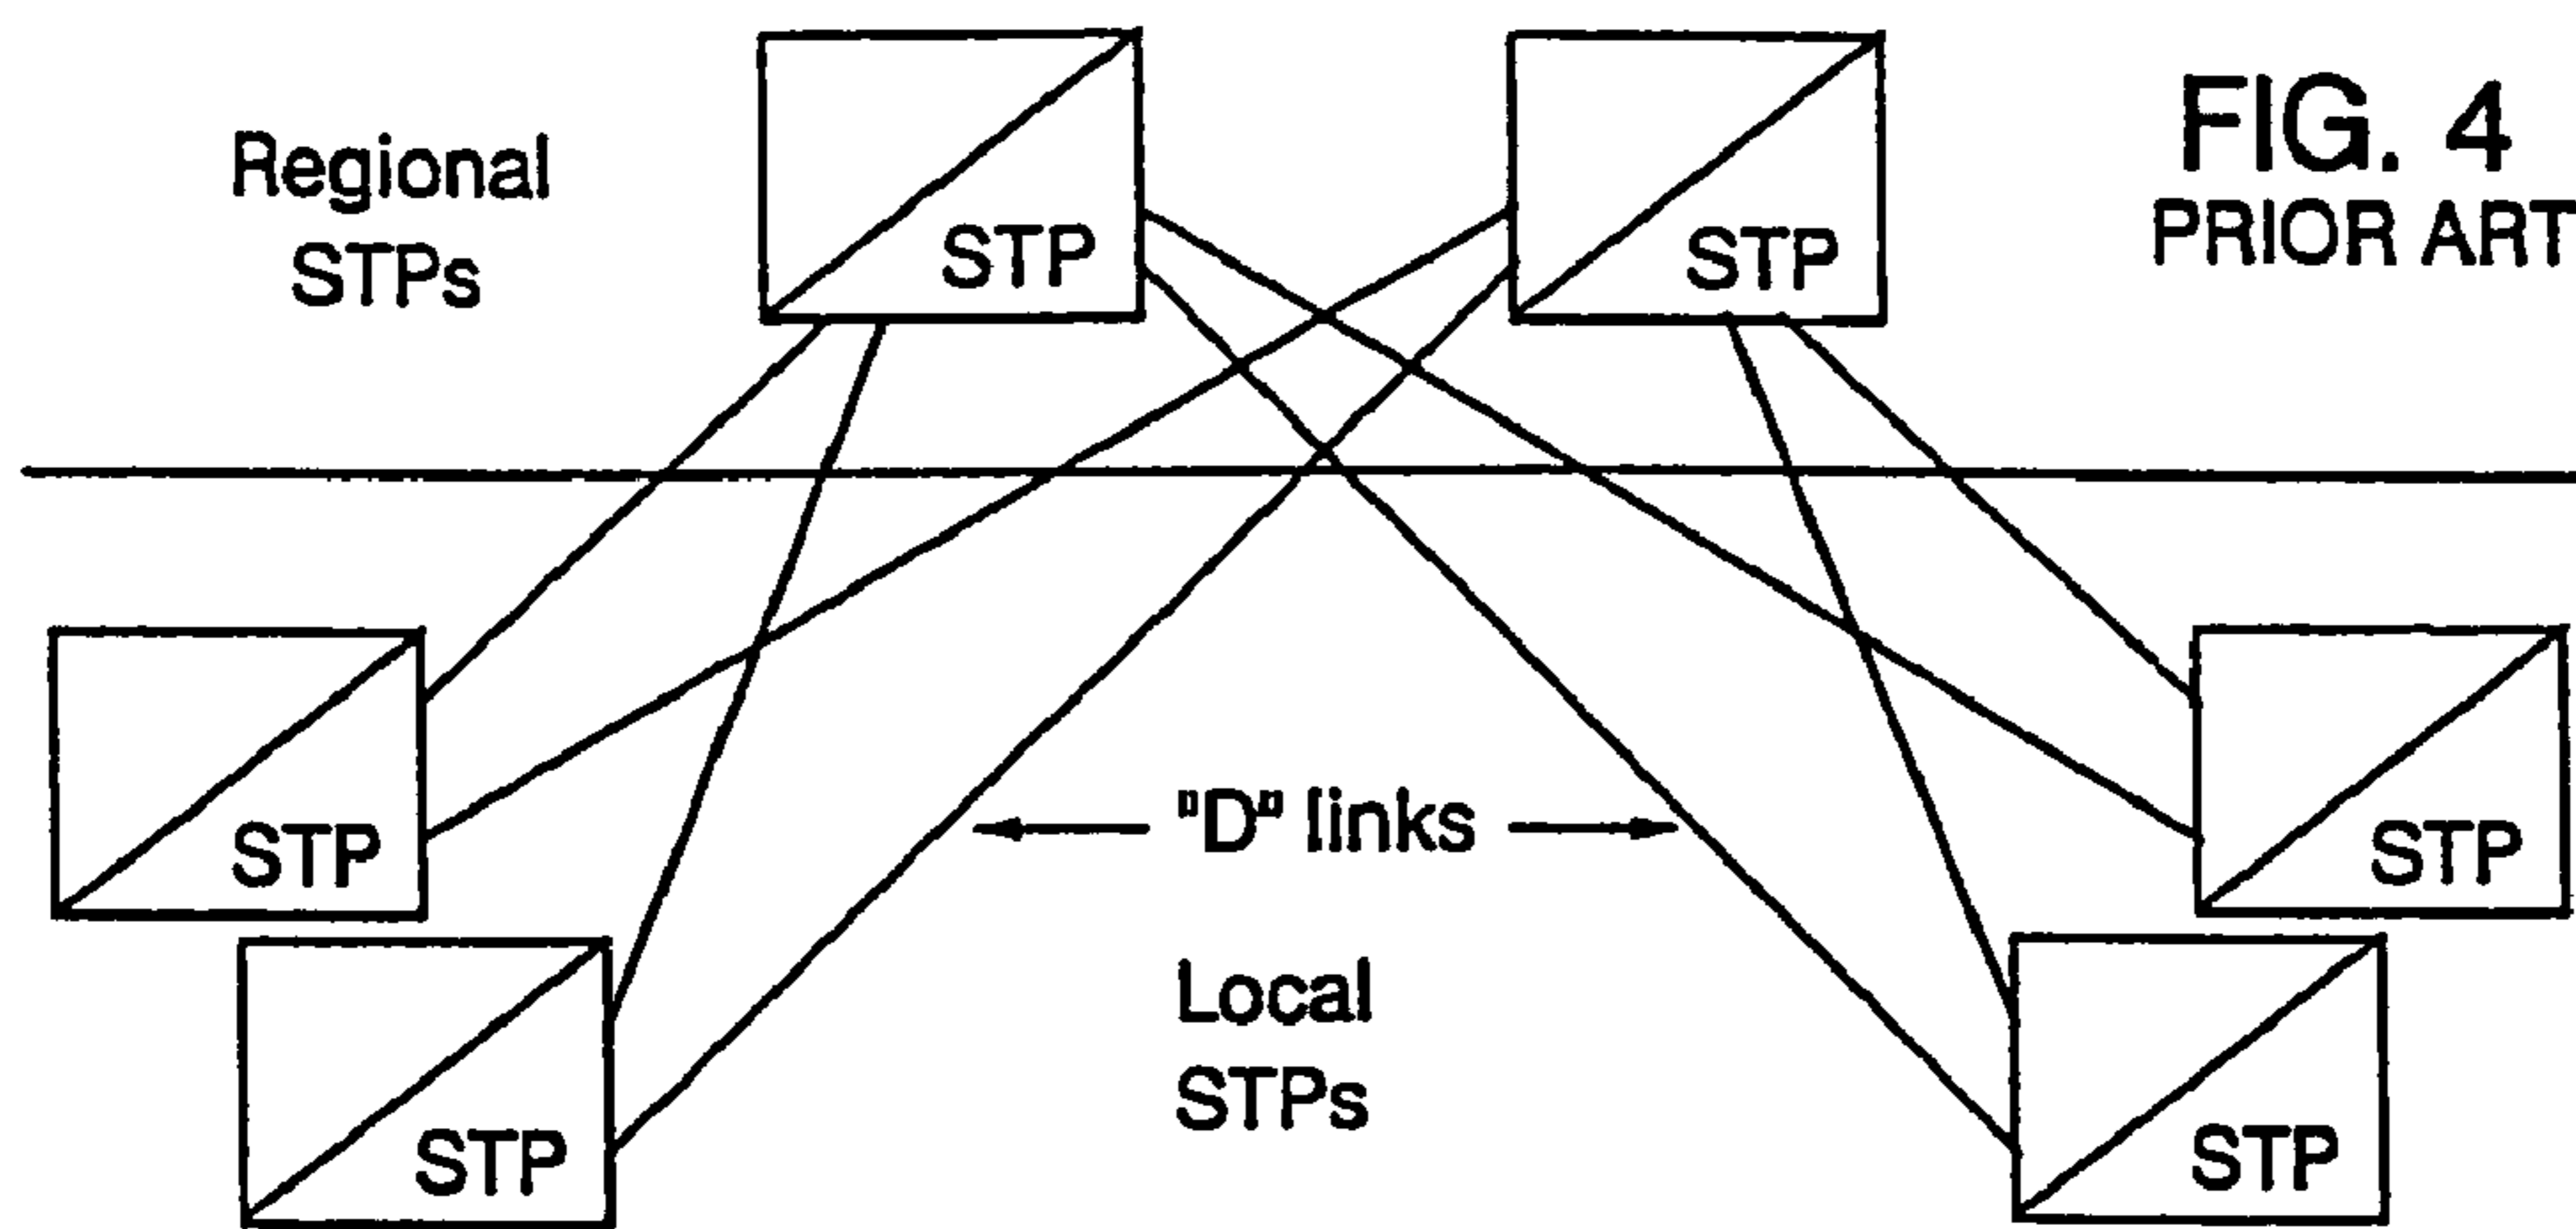 Regional
STPs
STP
STP
FIG. 4
PRIOR ART
STP
"D" links
STP
STP
Local
STPs
STP